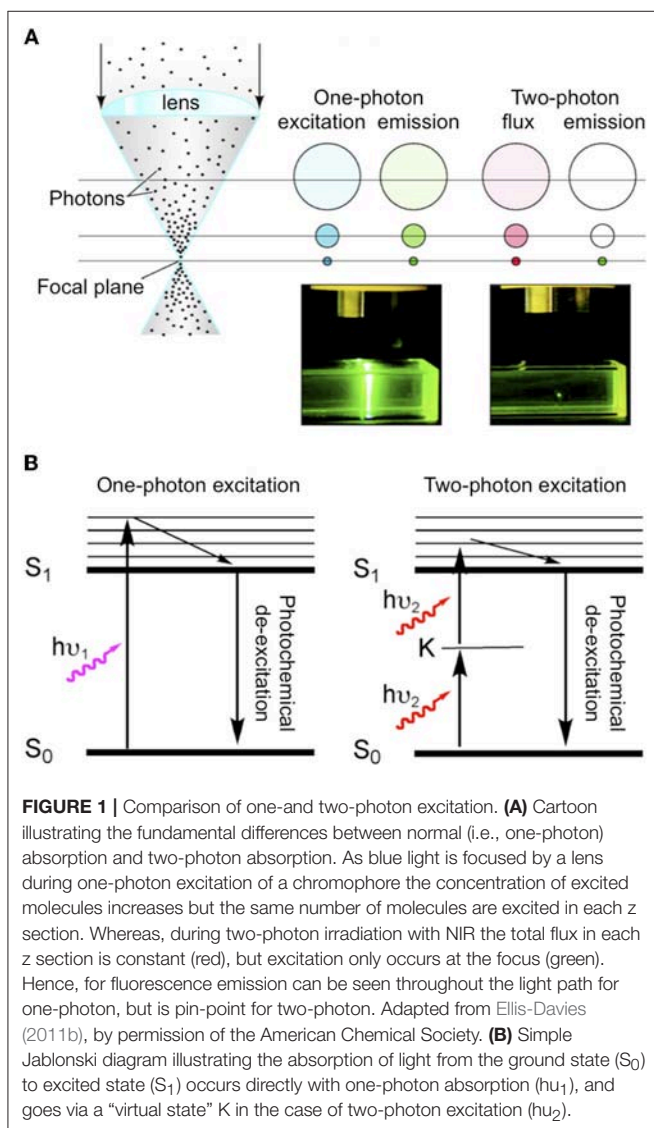 A
lens
One-photon
excitation emission
Two-photon
flux emission
Photons
Focal plane
B
One-photon excitation
S₁
hυ₁
Photochemical
de-excitation
S₀
Two-photon excitation
S₁
hυ₂
K
hυ₂
Photochemical
de-excitation
S₀
FIGURE 1 | Comparison of one-and two-photon excitation. (A) Cartoon
illustrating the fundamental differences between normal (i.e., one-photon)
absorption and two-photon absorption. As blue light is focused by a lens
during one-photon excitation of a chromophore the concentration of excited
molecules increases but the same number of molecules are excited in each z
section. Whereas, during two-photon irradiation with NIR the total flux in each
z section is constant (red), but excitation only occurs at the focus (green).
Hence, for fluorescence emission can be seen throughout the light path for
one-photon, but is pin-point for two-photon. Adapted from Ellis-Davies
(2011b), by permission of the American Chemical Society. (B) Simple
Jablonski diagram illustrating the absorption of light from the ground state (S₀)
to excited state (S₁) occurs directly with one-photon absorption (hu₁), and
goes via a “virtual state” K in the case of two-photon excitation (hu₂).